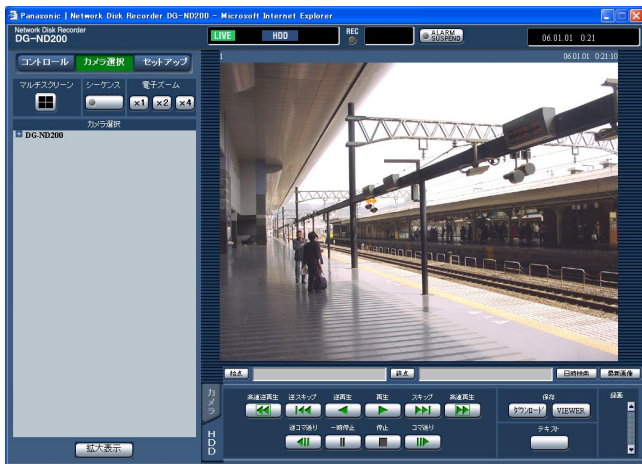 Panasonic | Network Disk Recorder DG-ND200 - Microsoft Internet Explorer
Network Disk Recorder
DG-ND200
LIVE
HDD
REC
ALARM
SUSPEND
06.01.01 0:21
コントロール カメラ選択 セットアップ
マルチスクリーン シーケンス 電子ズーム
x1 x2 x4
カメラ選択
DG-ND200
拡大表示
1
06.01.01 0:21:10
始点 終点 日時検索 最新画像
カメラ
HDD
高速逆再生 逆スキップ 逆再生 再生 スキップ 高速再生
逆コマ送り 一時停止 停止 コマ送り
保存
ダウンロード VIEWER
テキスト
録画